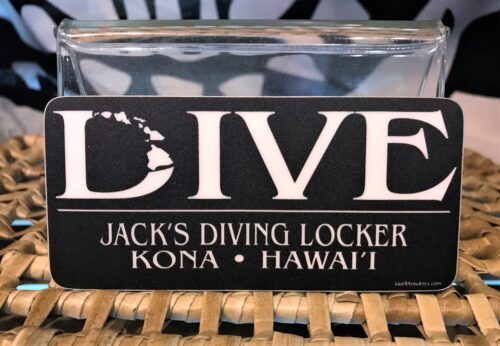 DIVE
JACK'S DIVING LOCKER
KONA • HAWAI'I